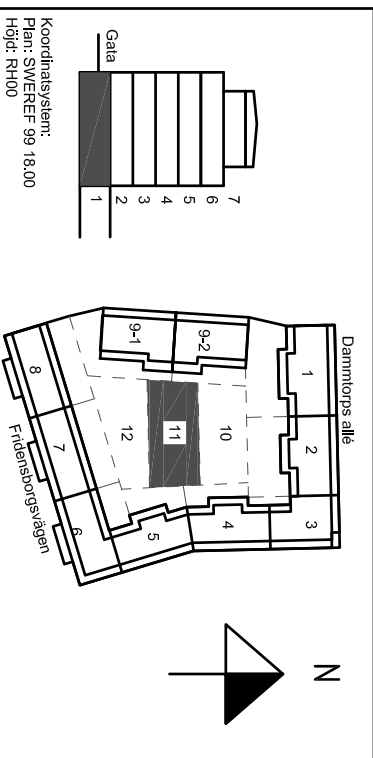 Dammtorps allé
N
1
2
3
9-1
9-2
10
11
12
4
5
8
7
6
Fridensborgsvägen
Gata
7
6
5
4
3
2
1
Koordinatsystem:
Plan: SWEREF 99 18.00
Höjd: RH00